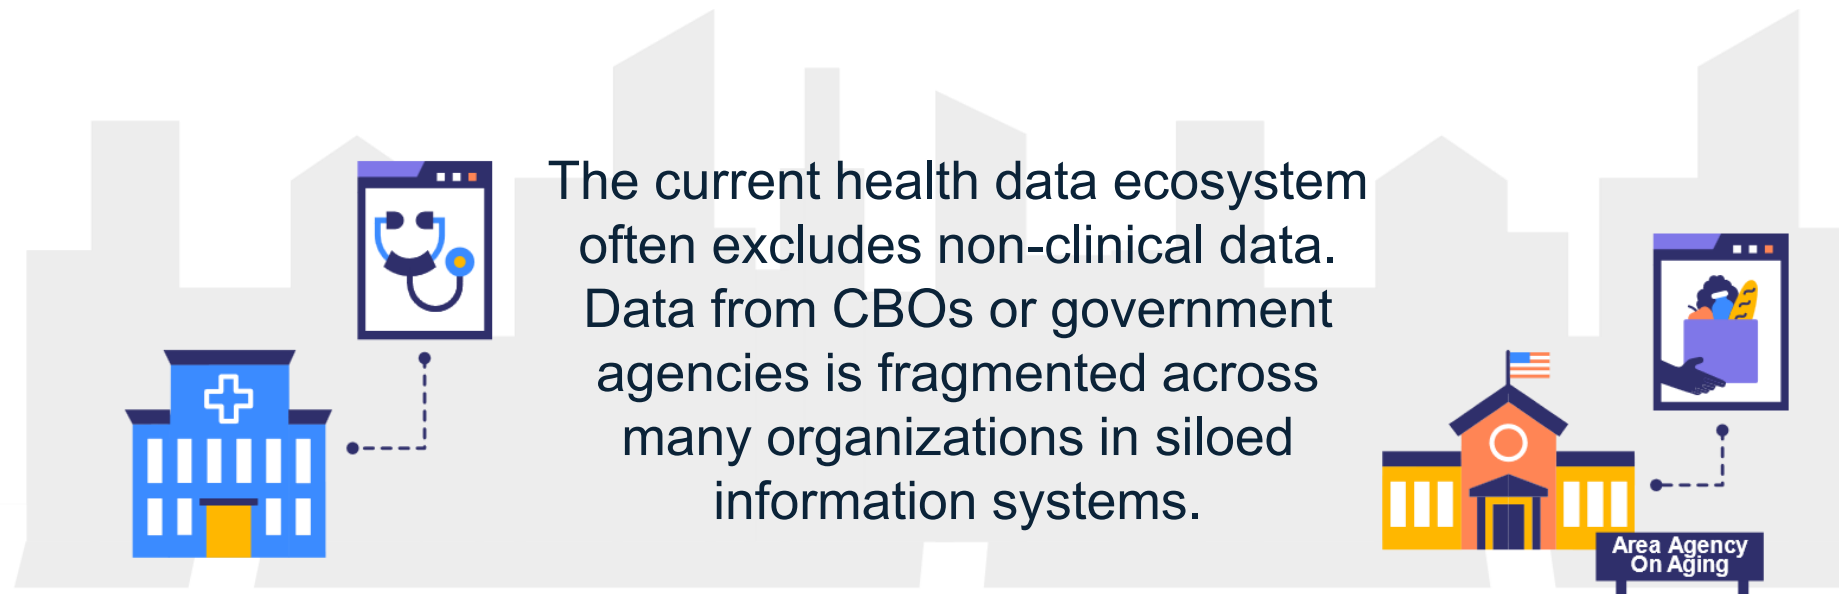 The current health data ecosystem
often excludes non-clinical data.
Data from CBOs or government
agencies is fragmented across
many organizations in siloed
information systems.
Area Agency
On Aging